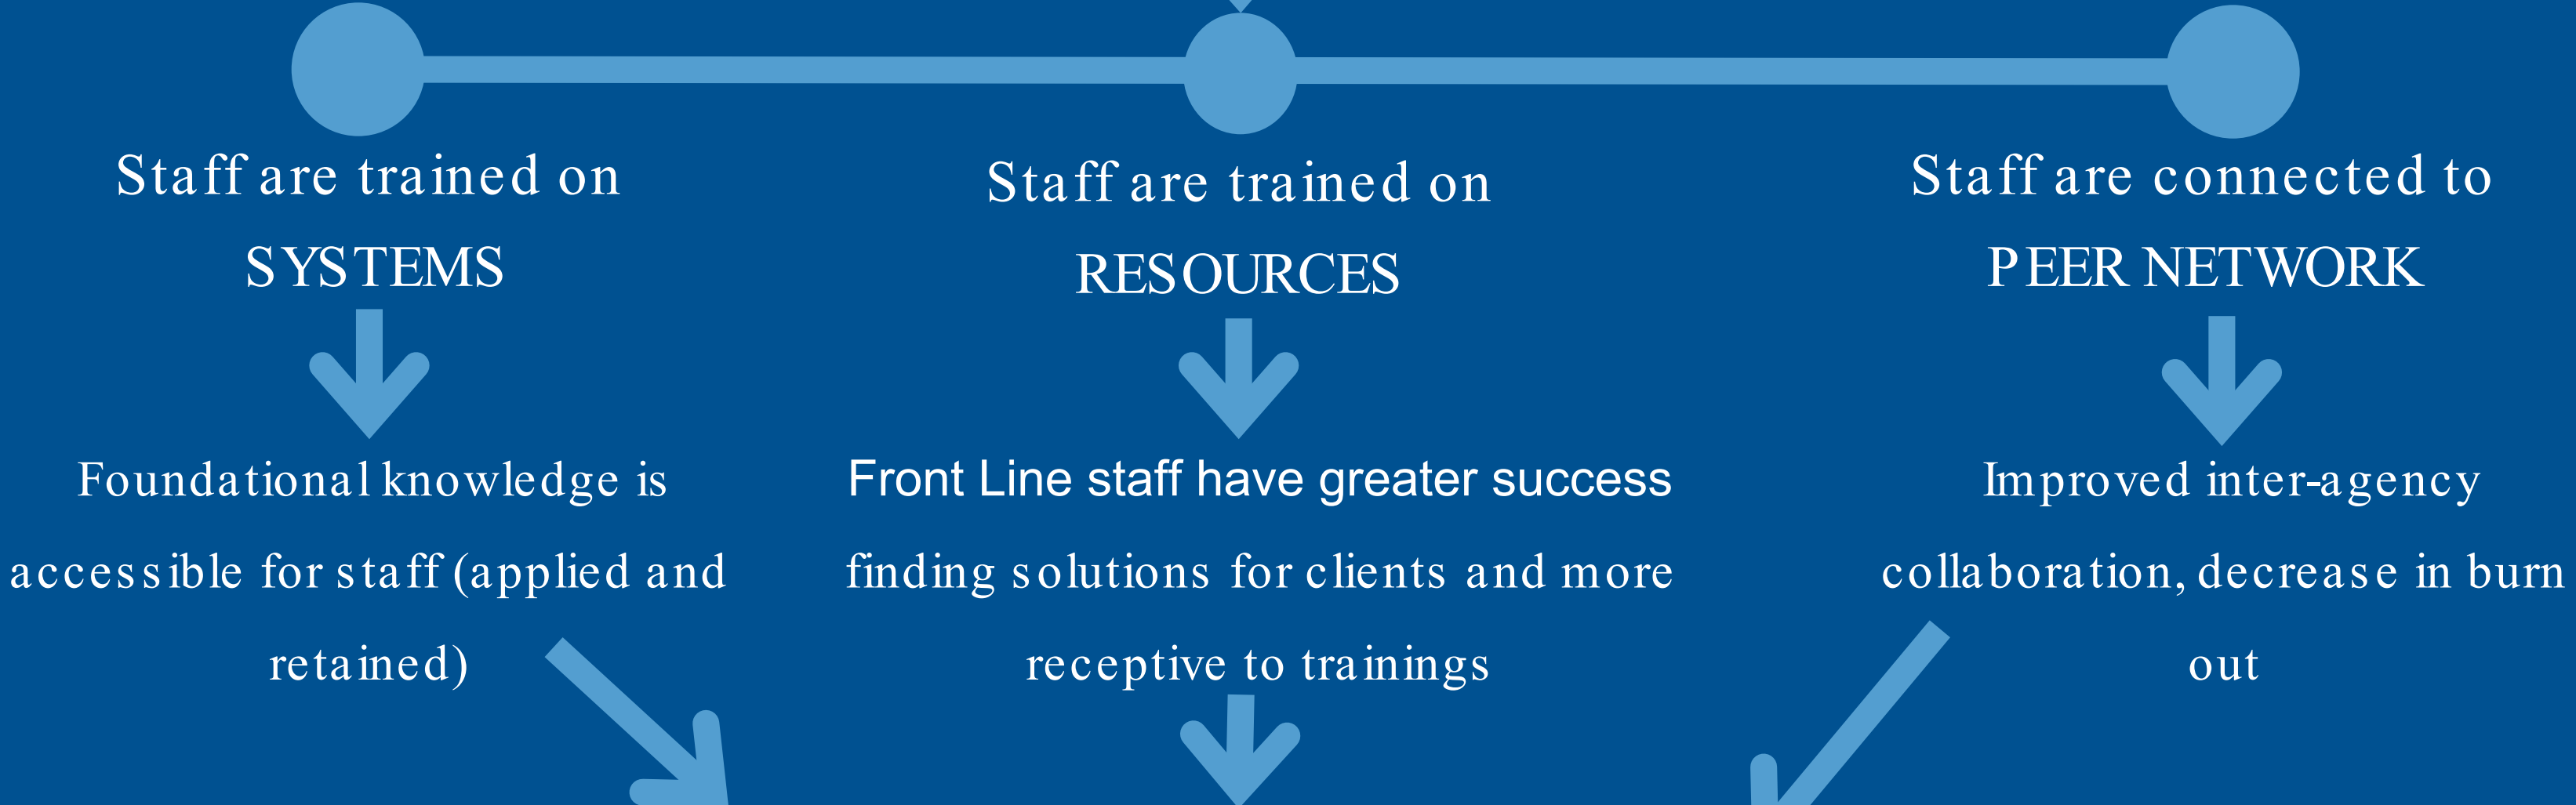 Staff are trained on
SYSTEMS
Foundational knowledge is
accessible for staff (applied and
retained)
Staff are trained on
RESOURCES
Front Line staff have greater success
finding solutions for clients and more
receptive to trainings
Staff are connected to
PEER NETWORK
Improved inter-agency
collaboration, decrease in burn
out